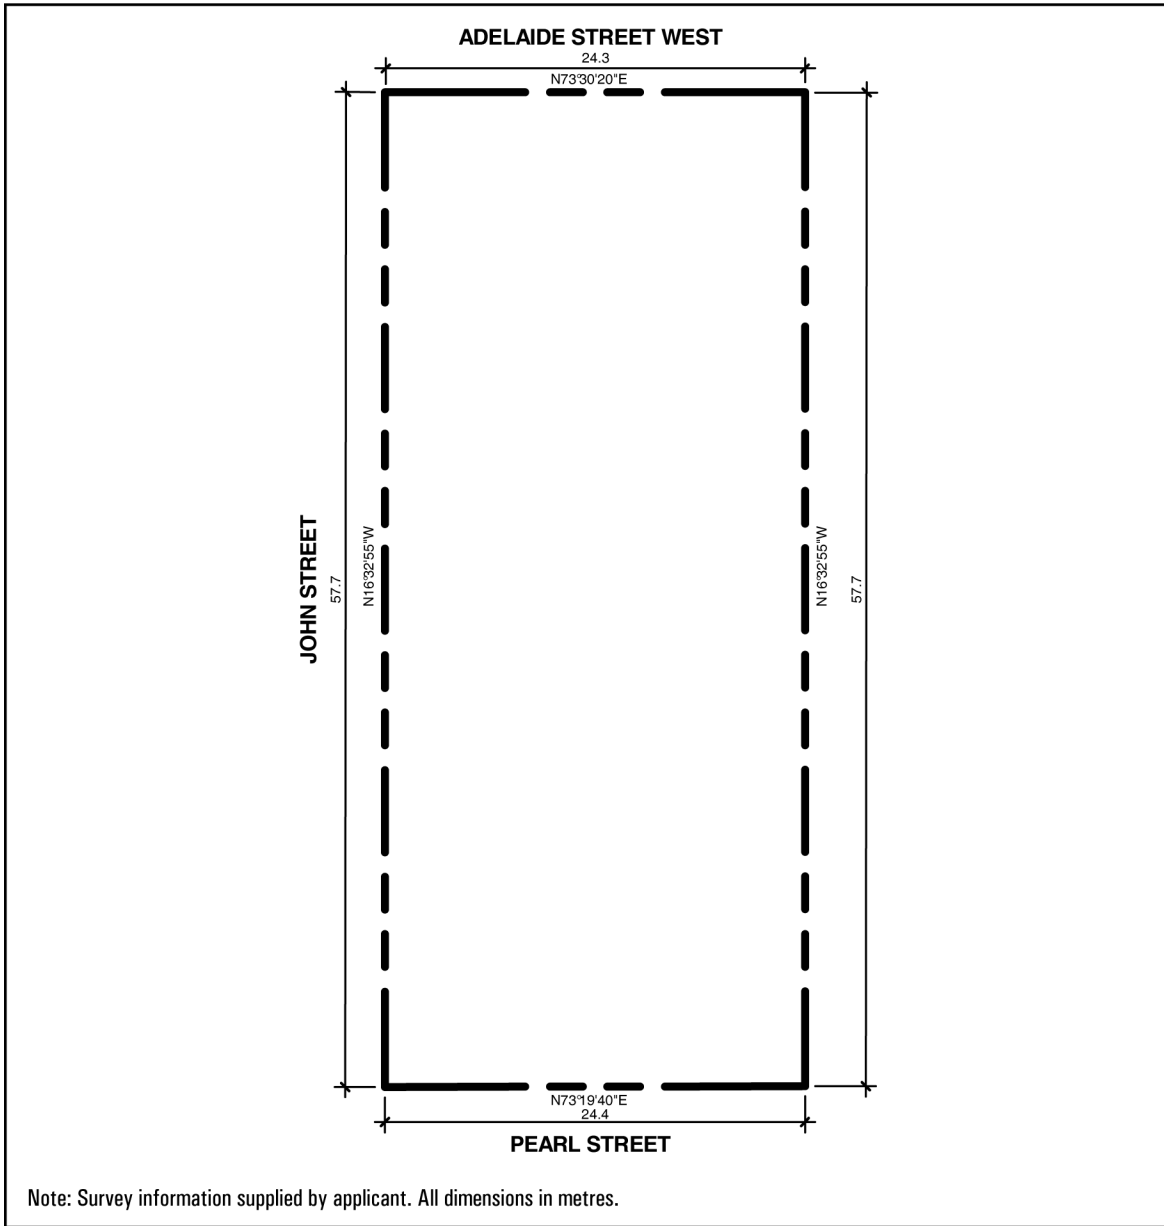 ADELAIDE STREET WEST
24.3
N73°30'20"E
JOHN STREET
57.7
N16°32'55"W
N16°32'55"W
57.7
N73°19'40"E
24.4
PEARL STREET
Note: Survey information supplied by applicant. All dimensions in metres.